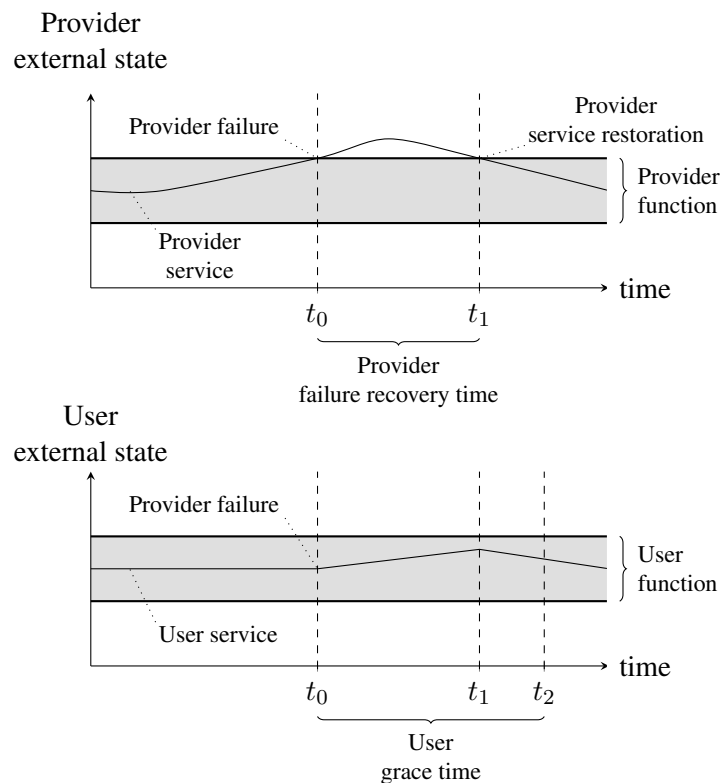 Provider
external state
Provider failure
Provider
service restoration
Provider
function
Provider
service
time
t0
t1
Provider
failure recovery time
User
external state
Provider failure
User
function
User service
time
t0
t1
t2
User
grace time